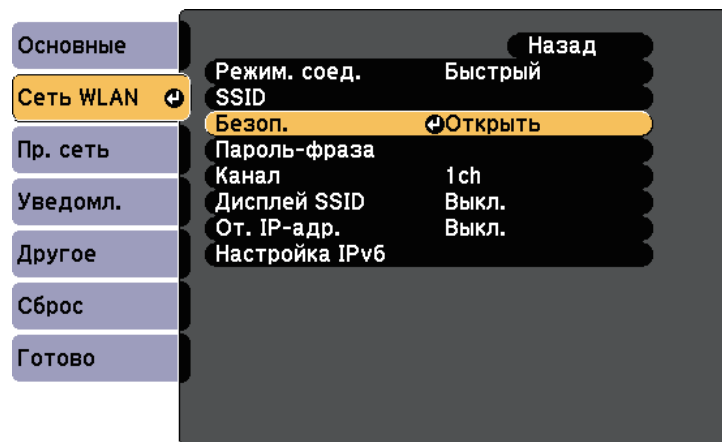 Основные
Сеть WLAN
Пр. сеть
Уведомл.
Другое
Сброс
Готово
Назад
Режим. соед. Быстрый
SSID
Безоп. Открыть
Пароль-фраза
Канал 1ch
Дисплей SSID Выкл.
От. IP-адр. Выкл.
Настройка IPv6